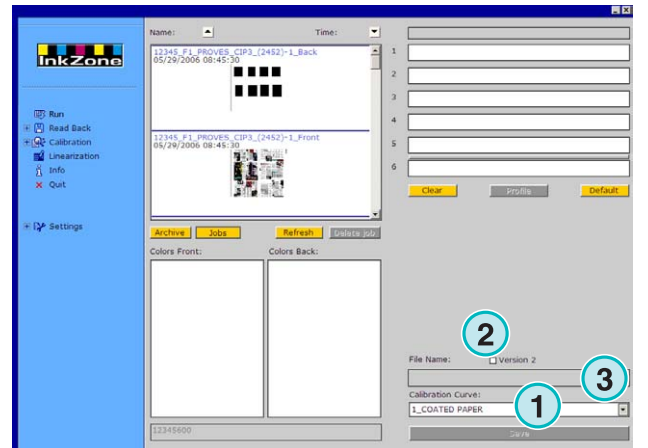 InkZone
Run
Read Back
Calibration
Linearization
Info
Quit
Settings
Name:
Time:
12345_F1_PROVES_CIP3_(2452)-1_Back
05/29/2006 08:45:30
12345_F1_PROVES_CIP3_(2452)-1_Front
05/29/2006 08:45:30
Archive
Jobs
Refresh
Delete job
Colors Front:
Colors Back:
12345600
1
2
3
4
5
6
Clear
Profile
Default
2
File Name:
Version 2
3
Calibration Curve:
1
1_COATED PAPER
Save